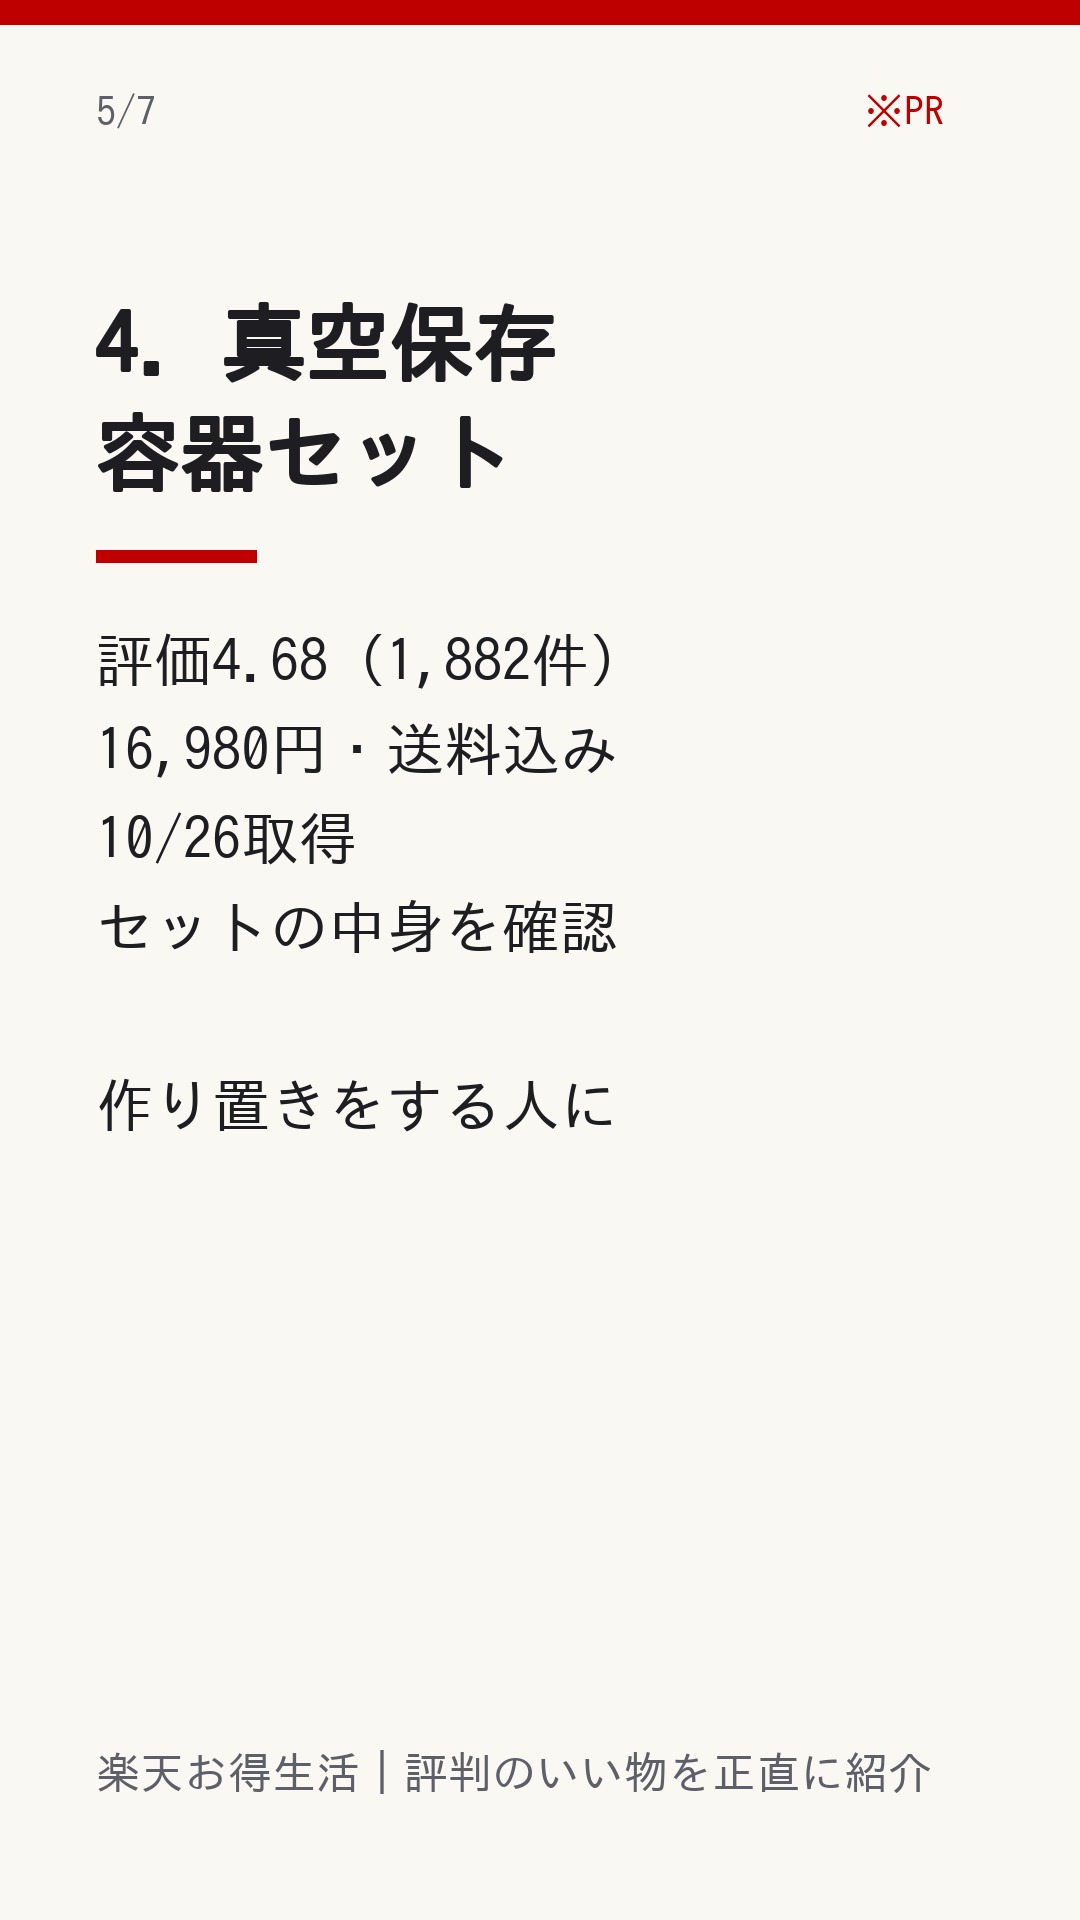 5/7
※PR
4. 真空保存
容器セット
評価4.68（1,882件）
16,980円・送料込み
10/26取得
セットの中身を確認
作り置きをする人に
楽天お得生活｜評判のいい物を正直に紹介